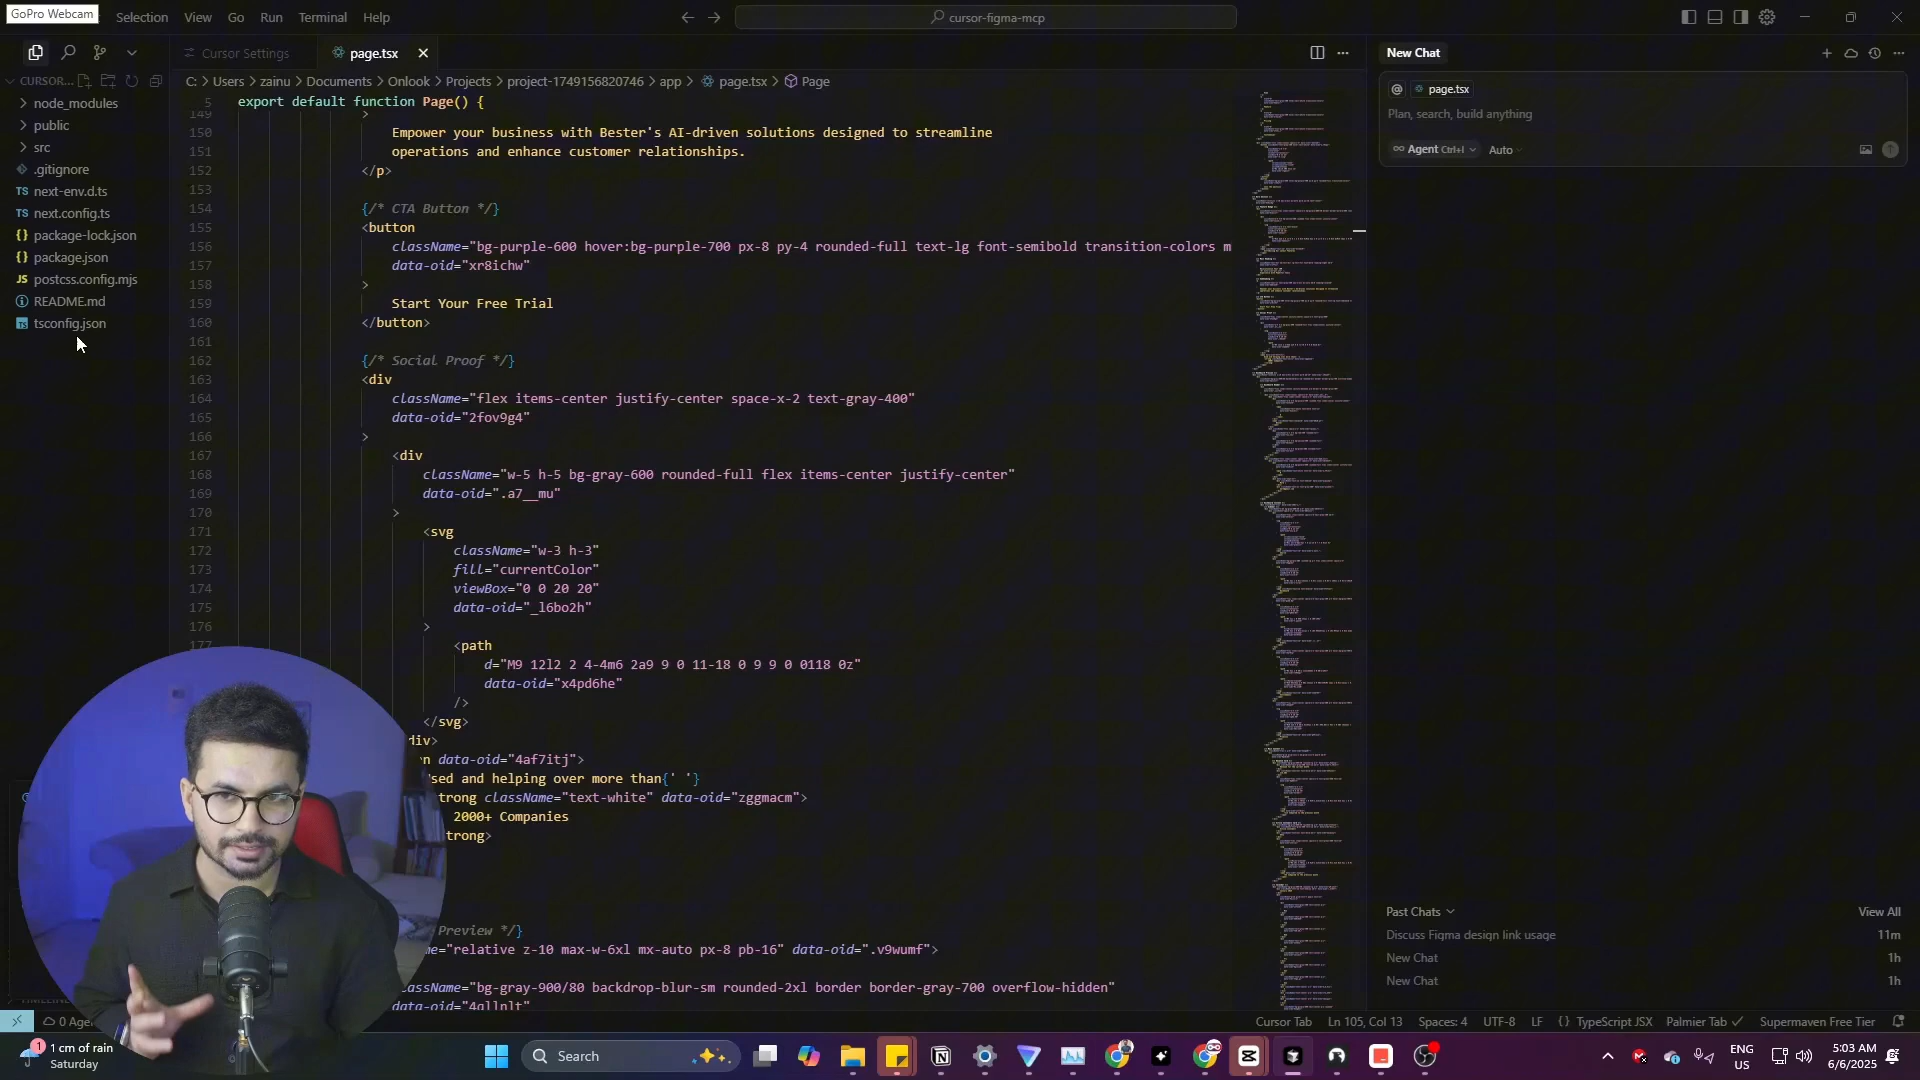 GoPro Webcam
Selection View Go Run Terminal Help
cursor-figma-mcp
Cursor Settings
page.tsx
CURSOR...
C: > Users > zainu > Documents > Onlook > Projects > project-1749156820746 > app > page.tsx > Page
node_modules
public
src
.gitignore
next-env.d.ts
next.config.ts
package-lock.json
package.json
postcss.config.mjs
README.md
tsconfig.json
5 export default function Page() {
149 >
150 Empower your business with Bester's AI-driven solutions designed to streamline
151 operations and enhance customer relationships.
152 </p>
153
154 {/* CTA Button */}
155 <button
156 className="bg-purple-600 hover:bg-purple-700 px-8 py-4 rounded-full text-lg font-semibold transition-colors m
157 data-oid="xr8ichw"
158 >
159 Start Your Free Trial
160 </button>
161
162 {/* Social Proof */}
163 <div
164 className="flex items-center justify-center space-x-2 text-gray-400"
165 data-oid="2fov9g4"
166 >
167 <div
168 className="w-5 h-5 bg-gray-600 rounded-full flex items-center justify-center"
169 data-oid=".a7__mu"
170 >
171 <svg
172 className="w-3 h-3"
173 fill="currentColor"
174 viewBox="0 0 20 20"
175 data-oid="_l6bo2h"
176 >
177 <path
d="M9 12l2 2 4-4m6 2a9 9 0 11-18 0 9 9 0 0118 0z"
data-oid="x4pd6he"
/>
</svg>
div>
n data-oid="4af7itj">
sed and helping over more than{' '}
trong className="text-white" data-oid="zggmacm">
2000+ Companies
trong>
Preview */}
me="relative z-10 max-w-6xl mx-auto px-8 pb-16" data-oid=".v9wumf">
className="bg-gray-900/80 backdrop-blur-sm rounded-2xl border border-gray-700 overflow-hidden"
data-oid="4qllnlt"
New Chat
@ page.tsx
Plan, search, build anything
Agent Ctrl+I Auto
Past Chats View All
Discuss Figma design link usage 11m
New Chat 1h
New Chat 1h
0 Age
Cursor Tab Ln 105, Col 13 Spaces: 4 UTF-8 LF {} TypeScript JSX Palmier Tab ✓ Supermaven Free Tier
1
1 cm of rain
Saturday
Search
ENG
US
5:03 AM
6/6/2025